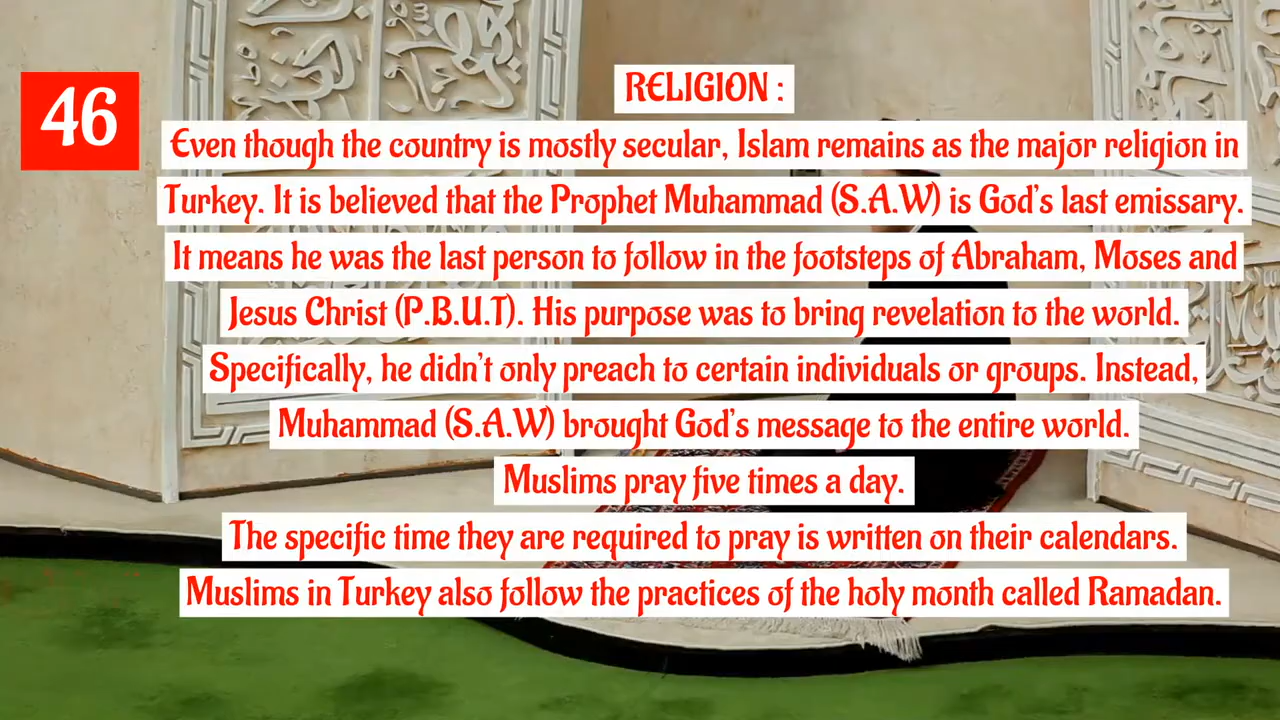 46
RELIGION :
Even though the country is mostly secular, Islam remains as the major religion in
Turkey. It is believed that the Prophet Muhammad (S.A.W) is God's last emissary.
It means he was the last person to follow in the footsteps of Abraham, Moses and
Jesus Christ (P.B.U.T). His purpose was to bring revelation to the world.
Specifically, he didn't only preach to certain individuals or groups. Instead,
Muhammad (S.A.W) brought God's message to the entire world.
Muslims pray five times a day.
The specific time they are required to pray is written on their calendars.
Muslims in Turkey also follow the practices of the holy month called Ramadan.